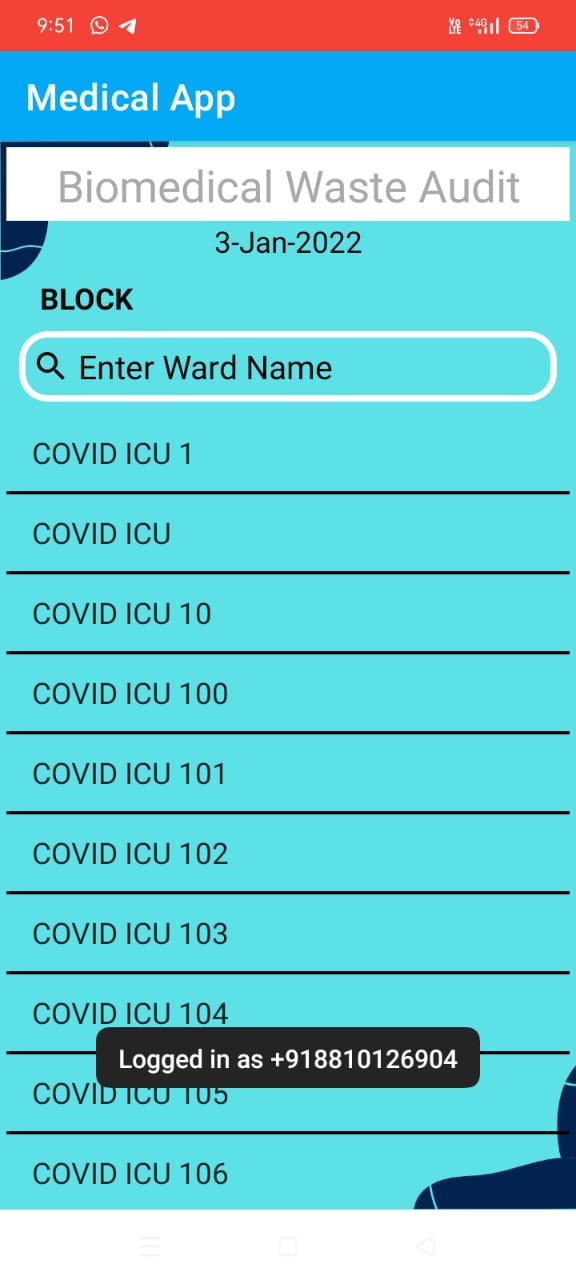 9:51 Vo LTE 4G 54
Medical App
Biomedical Waste Audit
3-Jan-2022
BLOCK
Enter Ward Name
COVID ICU 1
COVID ICU
COVID ICU 10
COVID ICU 100
COVID ICU 101
COVID ICU 102
COVID ICU 103
COVID ICU 104
Logged in as +918810126904
COVID ICU 105
COVID ICU 106